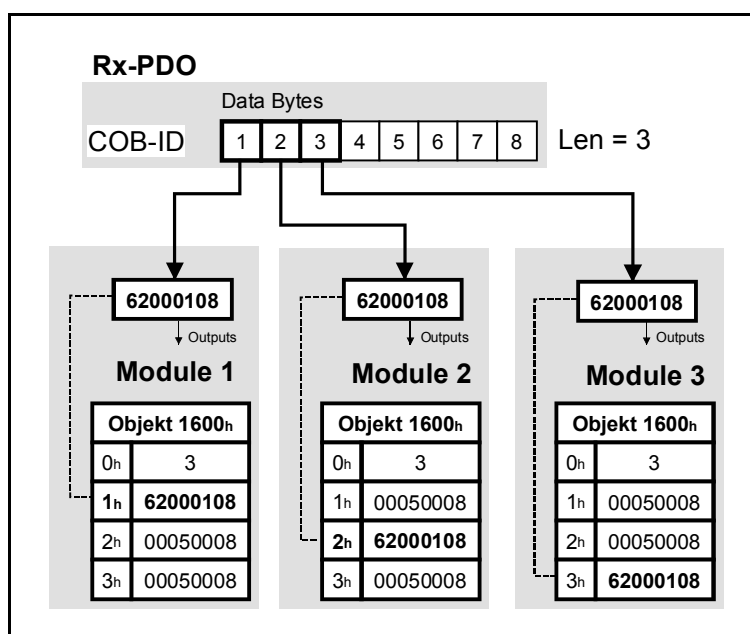 Rx-PDO
Data Bytes
COB-ID 1 2 3 4 5 6 7 8 Len = 3
62000108 62000108 62000108
Outputs Outputs Outputs
Module 1 Module 2 Module 3
Objekt 1600h Objekt 1600h Objekt 1600h
0h 3 0h 3 0h 3
1h 62000108 1h 00050008 1h 00050008
2h 00050008 2h 62000108 2h 00050008
3h 00050008 3h 00050008 3h 62000108